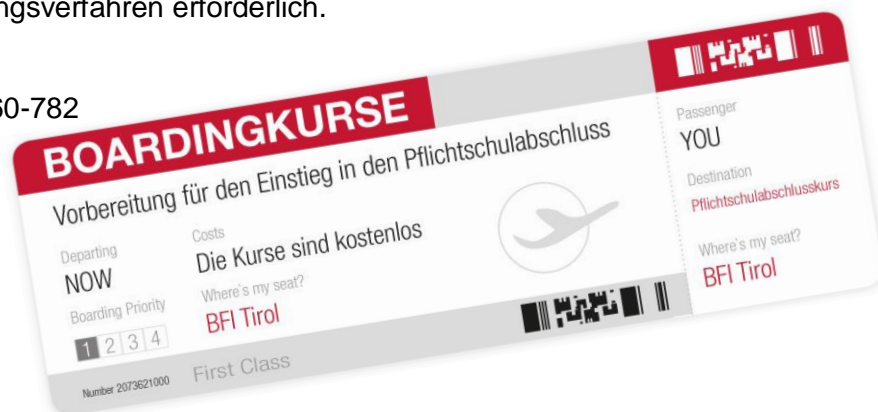 ngsverfahren erforderlich.
60-782
BOARDINGKURSE
Vorbereitung für den Einstieg in den Pflichtschulabschluss
Departing
NOW
Costs
Die Kurse sind kostenlos
Boarding Priority
1 2 3 4
Where`s my seat?
BFI Tirol
Number 2073621000
First Class
Passenger
YOU
Destination
Pflichtschulabschlusskurs
Where`s my seat?
BFI Tirol